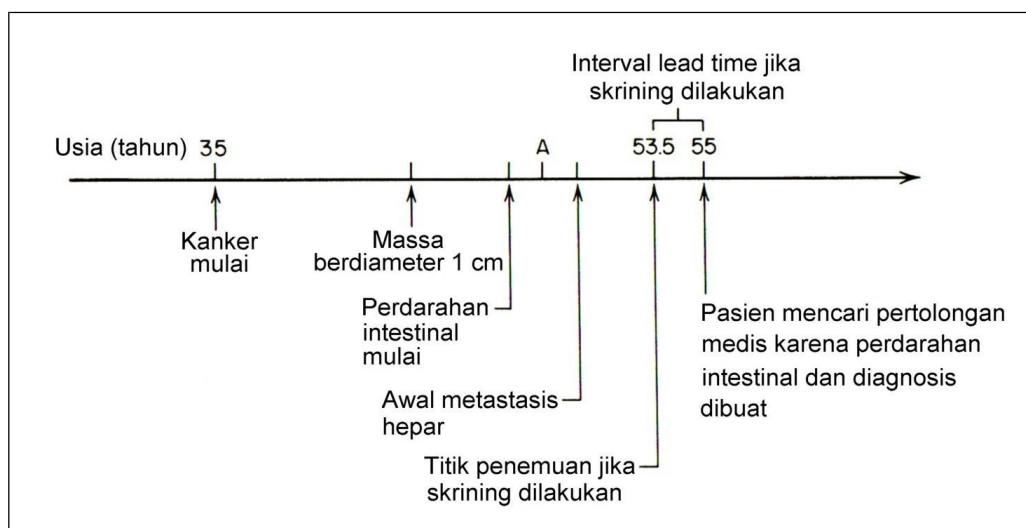 Interval lead time jika
skrining dilakukan
Usia (tahun) 35
A
53.5 55
Kanker
mulai
Massa
berdiameter 1 cm
Perdarahan
intestinal
mulai
Pasien mencari pertolongan
medis karena perdarahan
intestinal dan diagnosis
dibuat
Awal metastasis
hepar
Titik penemuan jika
skrining dilakukan